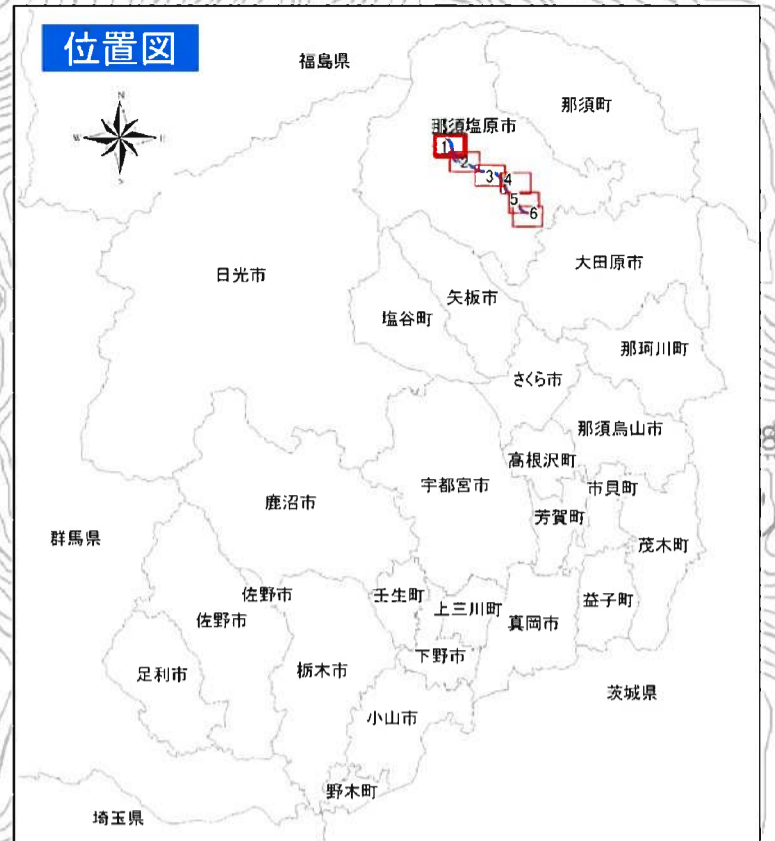 位置図
福島県
那須町
N
W
E
S
那須塩原市
1
2
3
4
5
6
大田原市
日光市
矢板市
塩谷町
那珂川町
さくら市
那須烏山市
高根沢町
宇都宮市
市貝町
鹿沼市
芳賀町
群馬県
茂木町
佐野市
壬生町
上三川町
益子町
佐野市
真岡市
下野市
足利市
栃木市
茨城県
小山市
野木町
埼玉県